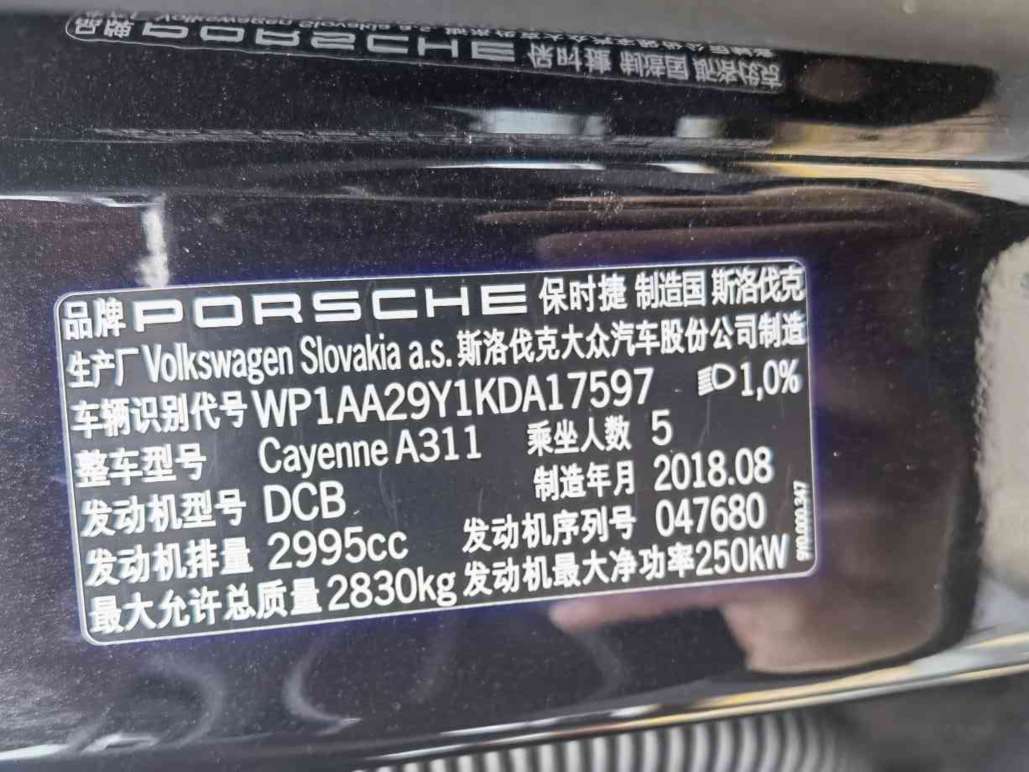 品牌 PORSCHE 保时捷 制造国 斯洛伐克
生产厂 Volkswagen Slovakia a.s. 斯洛伐克大众汽车股份公司制造
车辆识别代号 WP1AA29Y1KDA17597 1,0%
整车型号 Cayenne A311 乘坐人数 5
发动机型号 DCB 制造年月 2018.08
发动机排量 2995cc 发动机序列号 047680
最大允许总质量 2830kg 发动机最大净功率 250kW